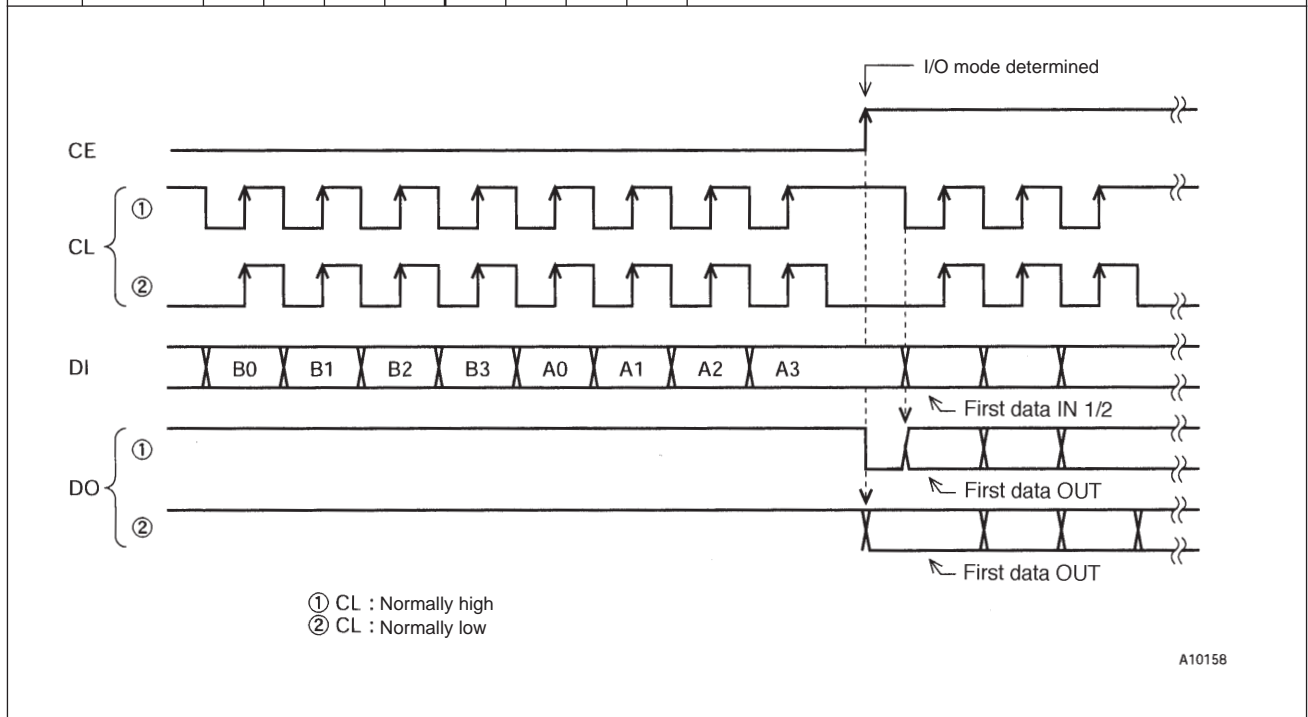 I/O mode determined
CE
CL
①
②
DI
B0 B1 B2 B3 A0 A1 A2 A3
First data IN 1/2
DO
①
First data OUT
②
First data OUT
① CL : Normally high
② CL : Normally low
A10158